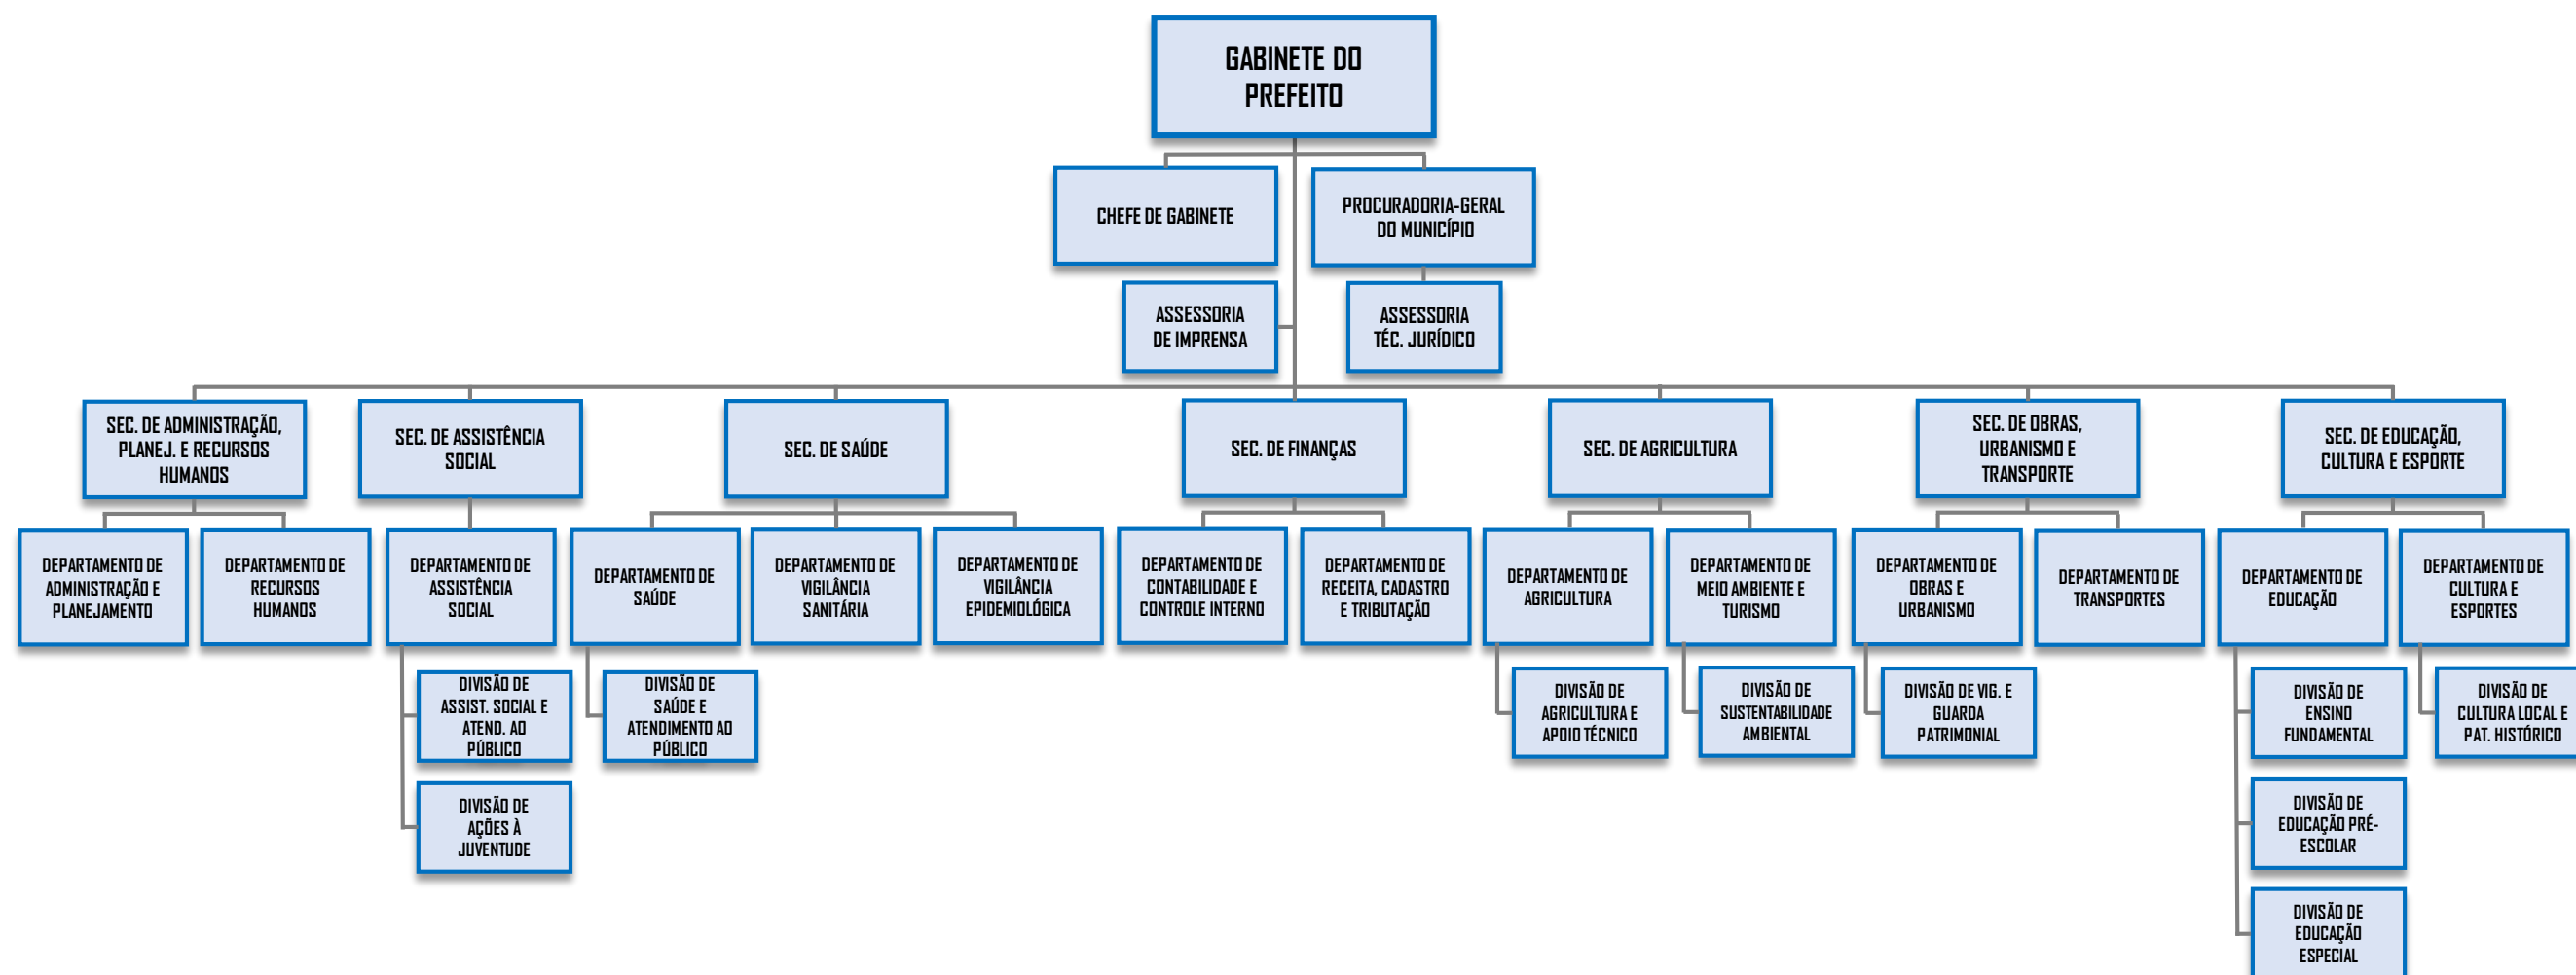 GABINETE DO
PREFEITO
CHEFE DE GABINETE
PROCURADORIA-GERAL
DO MUNICÍPIO
ASSESSORIA
DE IMPRENSA
ASSESSORIA
TÉC. JURÍDICO
SEC. DE ADMINISTRAÇÃO,
PLANEJ. E RECURSOS
HUMANOS
SEC. DE ASSISTÊNCIA
SOCIAL
SEC. DE SAÚDE
SEC. DE FINANÇAS
SEC. DE AGRICULTURA
SEC. DE OBRAS,
URBANISMO E
TRANSPORTE
SEC. DE EDUCAÇÃO,
CULTURA E ESPORTE
DEPARTAMENTO DE
ADMINISTRAÇÃO E
PLANEJAMENTO
DEPARTAMENTO DE
RECURSOS
HUMANOS
DEPARTAMENTO DE
ASSISTÊNCIA
SOCIAL
DEPARTAMENTO DE
SAÚDE
DEPARTAMENTO DE
VIGILÂNCIA
SANITÁRIA
DEPARTAMENTO DE
VIGILÂNCIA
EPIDEMIOLÓGICA
DEPARTAMENTO DE
CONTABILIDADE E
CONTROLE INTERNO
DEPARTAMENTO DE
RECEITA, CADASTRO
E TRIBUTAÇÃO
DEPARTAMENTO DE
AGRICULTURA
DEPARTAMENTO DE
MEIO AMBIENTE E
TURISMO
DEPARTAMENTO DE
OBRAS E
URBANISMO
DEPARTAMENTO DE
TRANSPORTES
DEPARTAMENTO DE
EDUCAÇÃO
DEPARTAMENTO DE
CULTURA E
ESPORTES
DIVISÃO DE
ASSIST. SOCIAL E
ATEND. AO
PÚBLICO
DIVISÃO DE
SAÚDE E
ATENDIMENTO AO
PÚBLICO
DIVISÃO DE
AGRICULTURA E
APOIO TÉCNICO
DIVISÃO DE
SUSTENTABILIDADE
AMBIENTAL
DIVISÃO DE VIG. E
GUARDA
PATRIMONIAL
DIVISÃO DE
ENSINO
FUNDAMENTAL
DIVISÃO DE
CULTURA LOCAL E
PAT. HISTÓRICO
DIVISÃO DE
AÇÕES À
JUVENTUDE
DIVISÃO DE
EDUCAÇÃO PRÉ-
ESCOLAR
DIVISÃO DE
EDUCAÇÃO
ESPECIAL